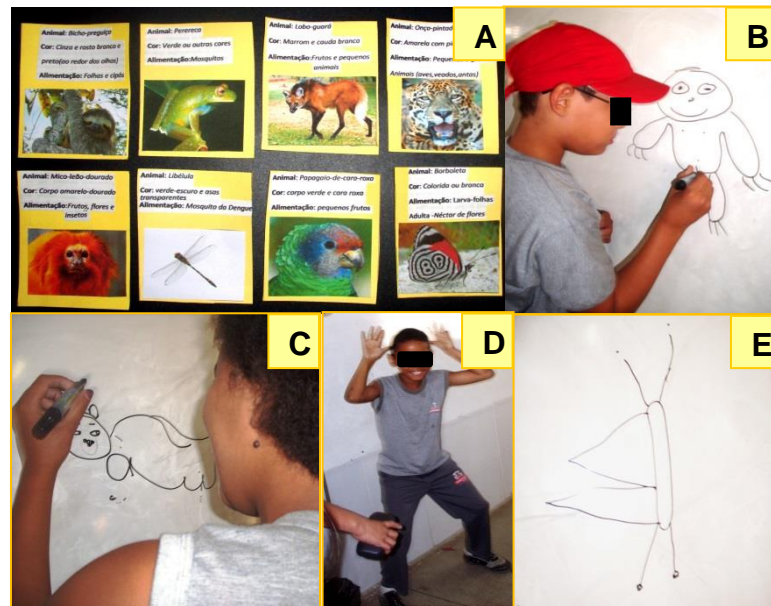 A
Animal: Bicho-preguiça
Cor: Cinza e rosto branco e
preto(ao redor dos olhos)
Alimentação: Folhas e cipós
Animal: Perereca
Cor: Verde ou outras cores
Alimentação:Mosquitos
Animal: Lobo-guará
Cor: Marrom e cauda branca
Alimentação: Frutos e pequenos
animais
Animal: Onça-pintad
Cor: Amarela com pi
Alimentação: Peque
Animais (aves,veados,antas)
Animal: Mico-leão-dourado
Cor: Corpo amarelo-dourado
Alimentação:Frutos, flores e
insetos
Animal: Libélula
Cor: verde-escura e asas
transparentes
Alimentação: Mosquito da Dengue
Animal: Papagaio-de-cara-roxa
Cor: corpo verde e cara roxa
Alimentação: pequenos frutos
Animal: Borboleta
Cor: Colorida ou branca
Alimentação: Larva-folhas
Adulta -Néctar de flores
B
C
D
E